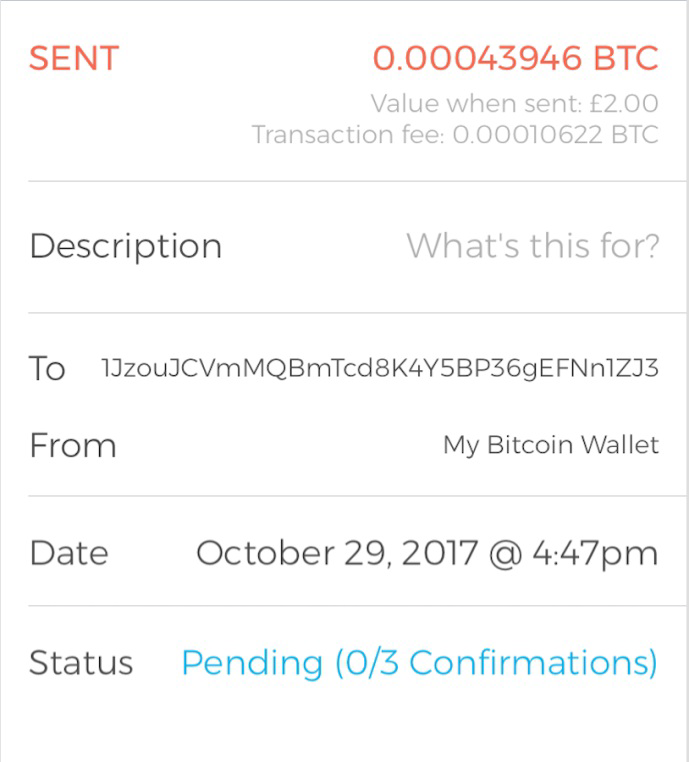 SENT 0.00043946 BTC
Value when sent: £2.00
Transaction fee: 0.00010622 BTC
Description What's this for?
To 1JzouJCVmMQBmTcd8K4Y5BP36gEFNn1ZJ3
From My Bitcoin Wallet
Date October 29, 2017 @ 4:47pm
Status Pending (0/3 Confirmations)